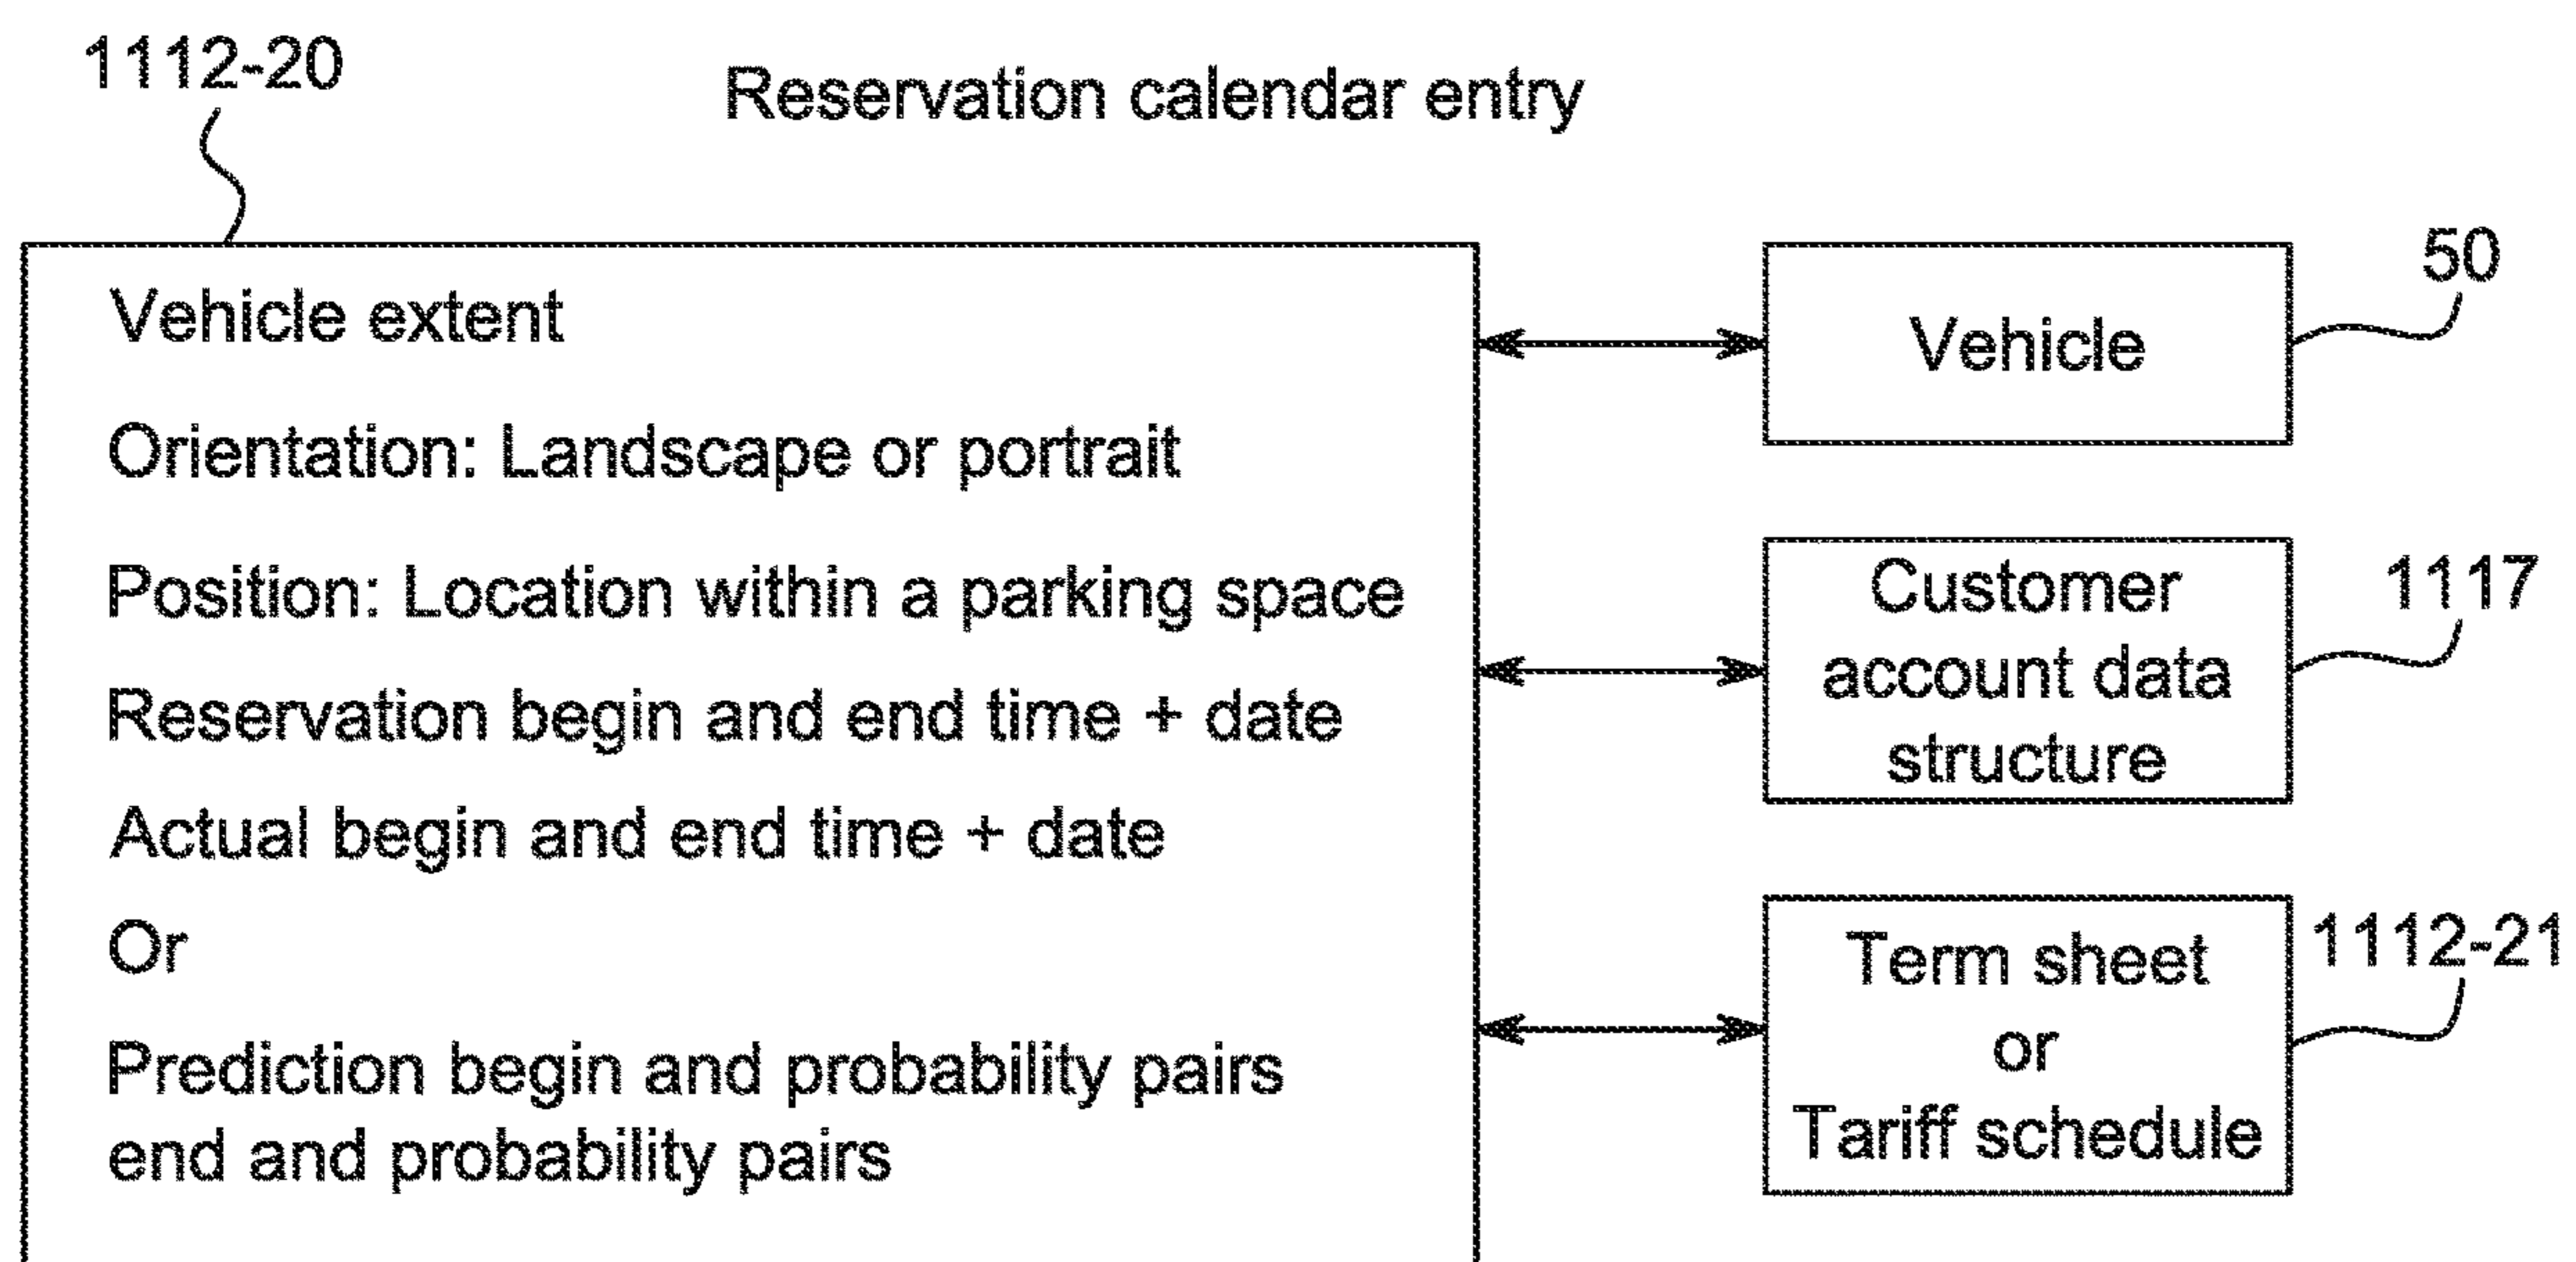 1112-20
Reservation calendar entry
Vehicle extent
Orientation: Landscape or portrait
Position: Location within a parking space
Reservation begin and end time + date
Actual begin and end time + date
Or
Prediction begin and probability pairs
end and probability pairs
Vehicle
50
Customer
account data
structure
1117
Term sheet
or
Tariff schedule
1112-21